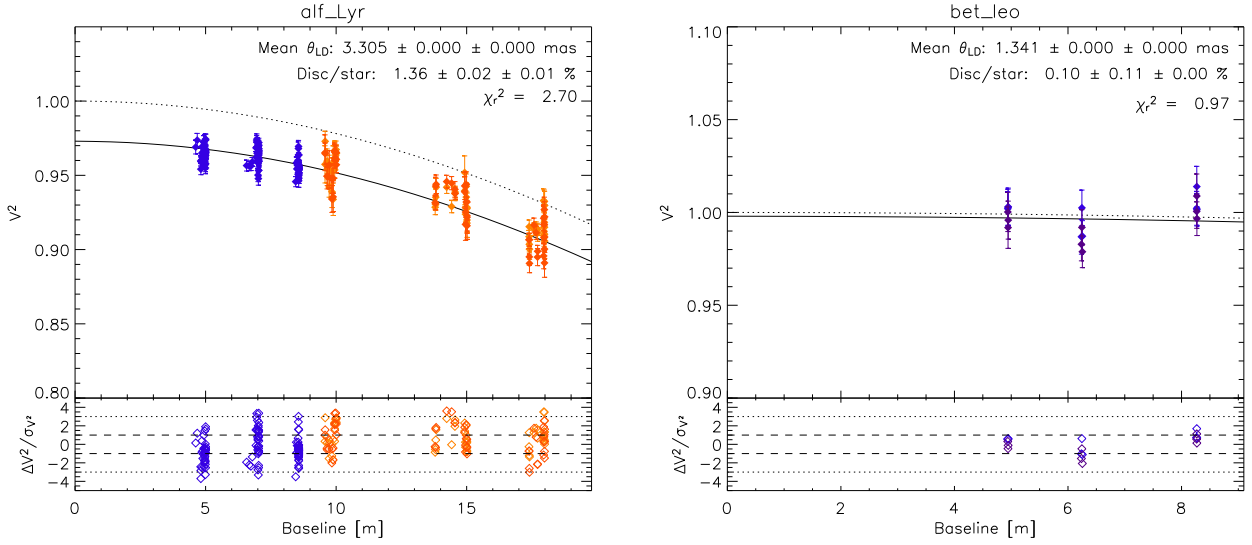 alf_Lyr
Mean θLD: 3.305 ± 0.000 ± 0.000 mas
Disc/star: 1.36 ± 0.02 ± 0.01 %
χr² = 2.70
V²
1.00
0.95
0.90
0.85
0.80
ΔV²/σV²
4
2
0
−2
−4
0 5 10 15
Baseline [m]
bet_leo
Mean θLD: 1.341 ± 0.000 ± 0.000 mas
Disc/star: 0.10 ± 0.11 ± 0.00 %
χr² = 0.97
V²
1.10
1.05
1.00
0.95
0.90
ΔV²/σV²
4
2
0
−2
−4
0 2 4 6 8
Baseline [m]